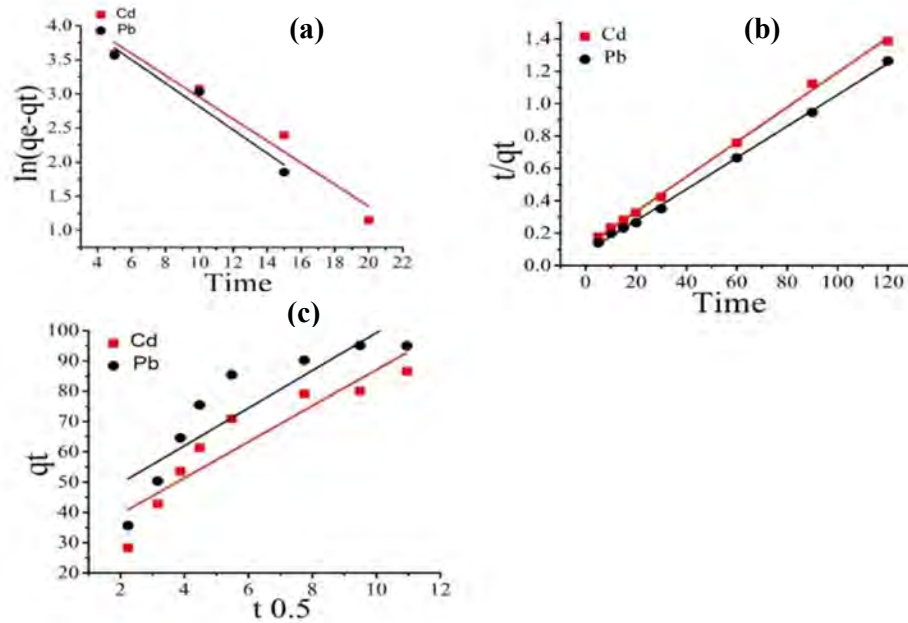 (a)
Cd
Pb
4.0
3.5
3.0
2.5
2.0
1.5
1.0
ln(qe-qt)
4 6 8 10 12 14 16 18 20 22
Time
(b)
Cd
Pb
1.4
1.2
1.0
0.8
0.6
0.4
0.2
0.0
t/qt
0 20 40 60 80 100 120
Time
(c)
Cd
Pb
100
90
80
70
60
50
40
30
20
qt
2 4 6 8 10 12
t 0.5